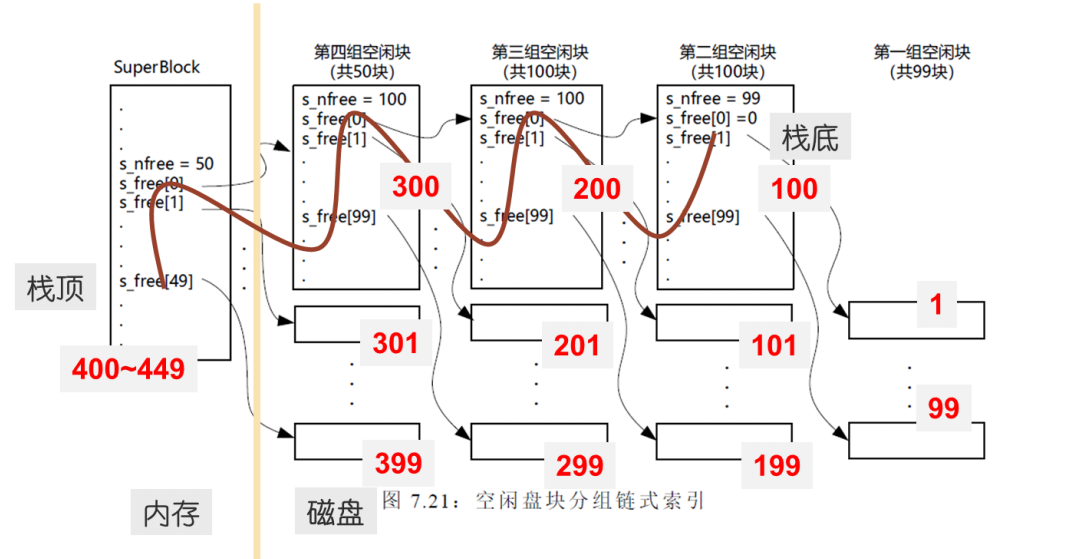 SuperBlock
s_nfree = 50
s_free[0]
s_free[1]
s_free[49]
栈顶
400~449
内存
第四组空闲块
(共50块)
s_nfree = 100
s_free[0]
s_free[1]
s_free[99]
300
301
399
磁盘
第三组空闲块
(共100块)
s_nfree = 100
s_free[0]
s_free[1]
s_free[99]
200
201
299
第二组空闲块
(共100块)
s_nfree = 99
s_free[0] =0
s_free[1]
s_free[99]
栈底
100
101
199
第一组空闲块
(共99块)
1
99
图 7.21：空闲盘块分组链式索引